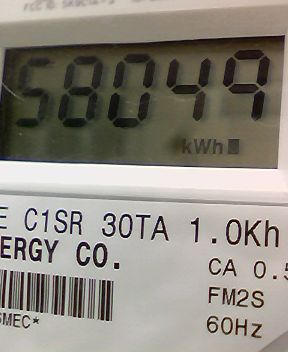 58049
kWh
E C1SR 30TA 1.0Kh
ERGY CO.
CA 0.5
FM2S
60Hz
SMEC*